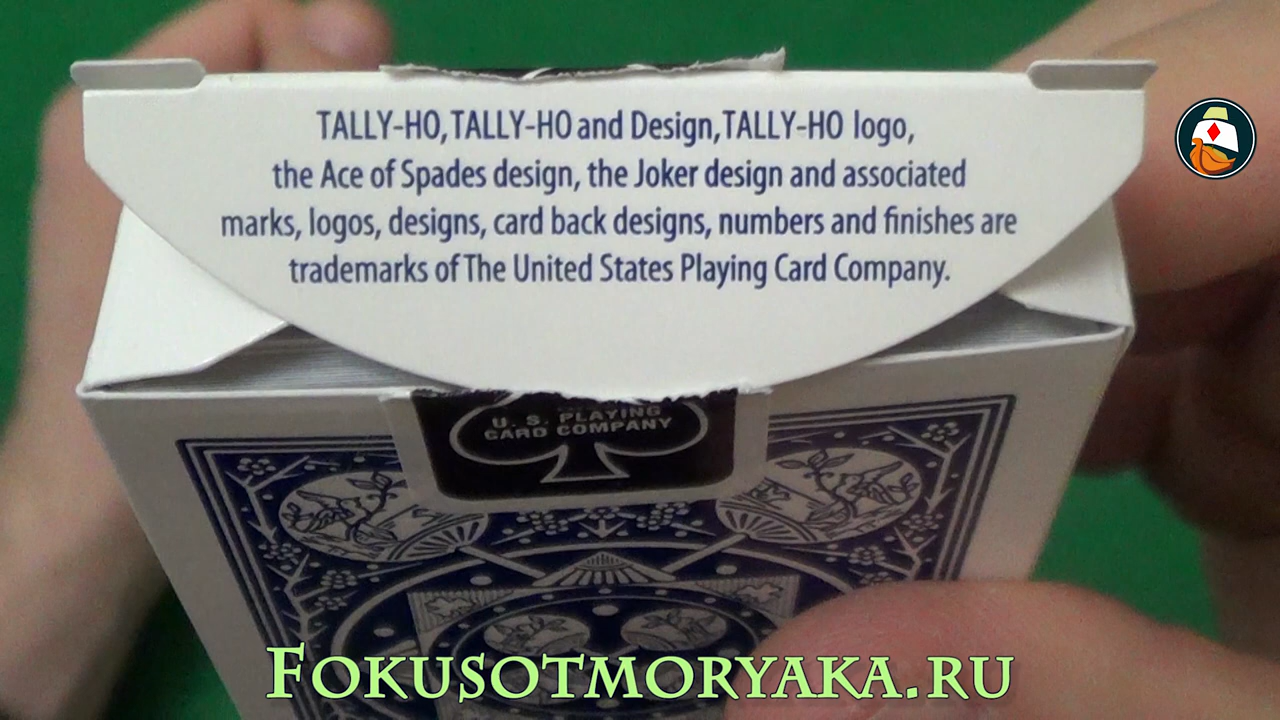 TALLY-HO, TALLY-HO and Design, TALLY-HO logo,
the Ace of Spades design, the Joker design and associated
marks, logos, designs, card back designs, numbers and finishes are
trademarks of The United States Playing Card Company.
U. S. PLAYING
CARD COMPANY
FOKUSOTMORYAKA.RU